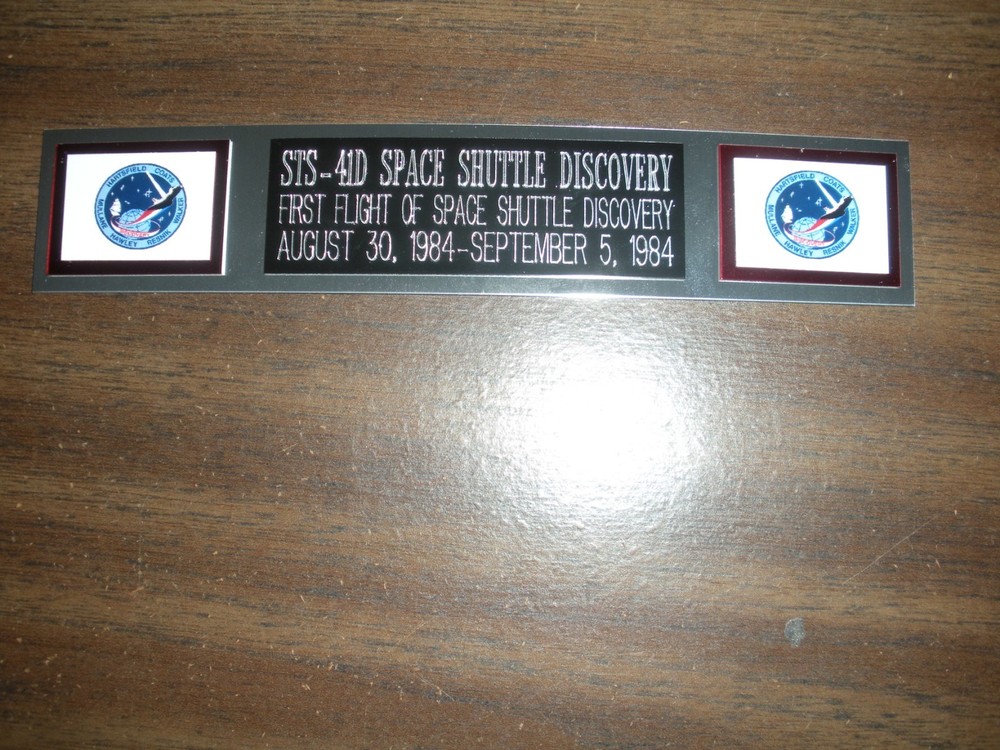 STS-41D SPACE SHUTTLE DISCOVERY
FIRST FLIGHT OF SPACE SHUTTLE DISCOVERY
AUGUST 30, 1984-SEPTEMBER 5, 1984
HARTSFIELD COATS WALKER RESNIK HAWLEY MULLANE
HARTSFIELD COATS WALKER RESNIK HAWLEY MULLANE